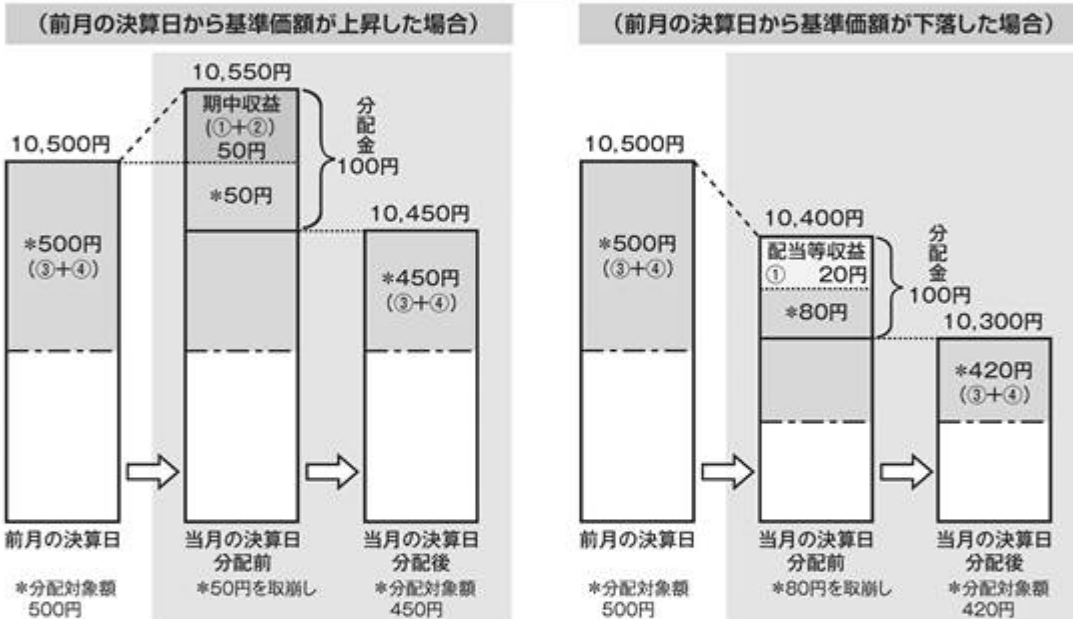 (前月の決算日から基準価額が上昇した場合)
10,550円
期中収益
(①+②)
50円
*50円
分配金
100円
10,500円
*500円
(③+④)
10,450円
*450円
(③+④)
前月の決算日
当月の決算日
分配前
当月の決算日
分配後
*分配対象額
500円
*50円を取崩し
*分配対象額
450円
(前月の決算日から基準価額が下落した場合)
10,500円
*500円
(③+④)
10,400円
配当等収益
① 20円
*80円
分配金
100円
10,300円
*420円
(③+④)
前月の決算日
当月の決算日
分配前
当月の決算日
分配後
*分配対象額
500円
*80円を取崩し
*分配対象額
420円